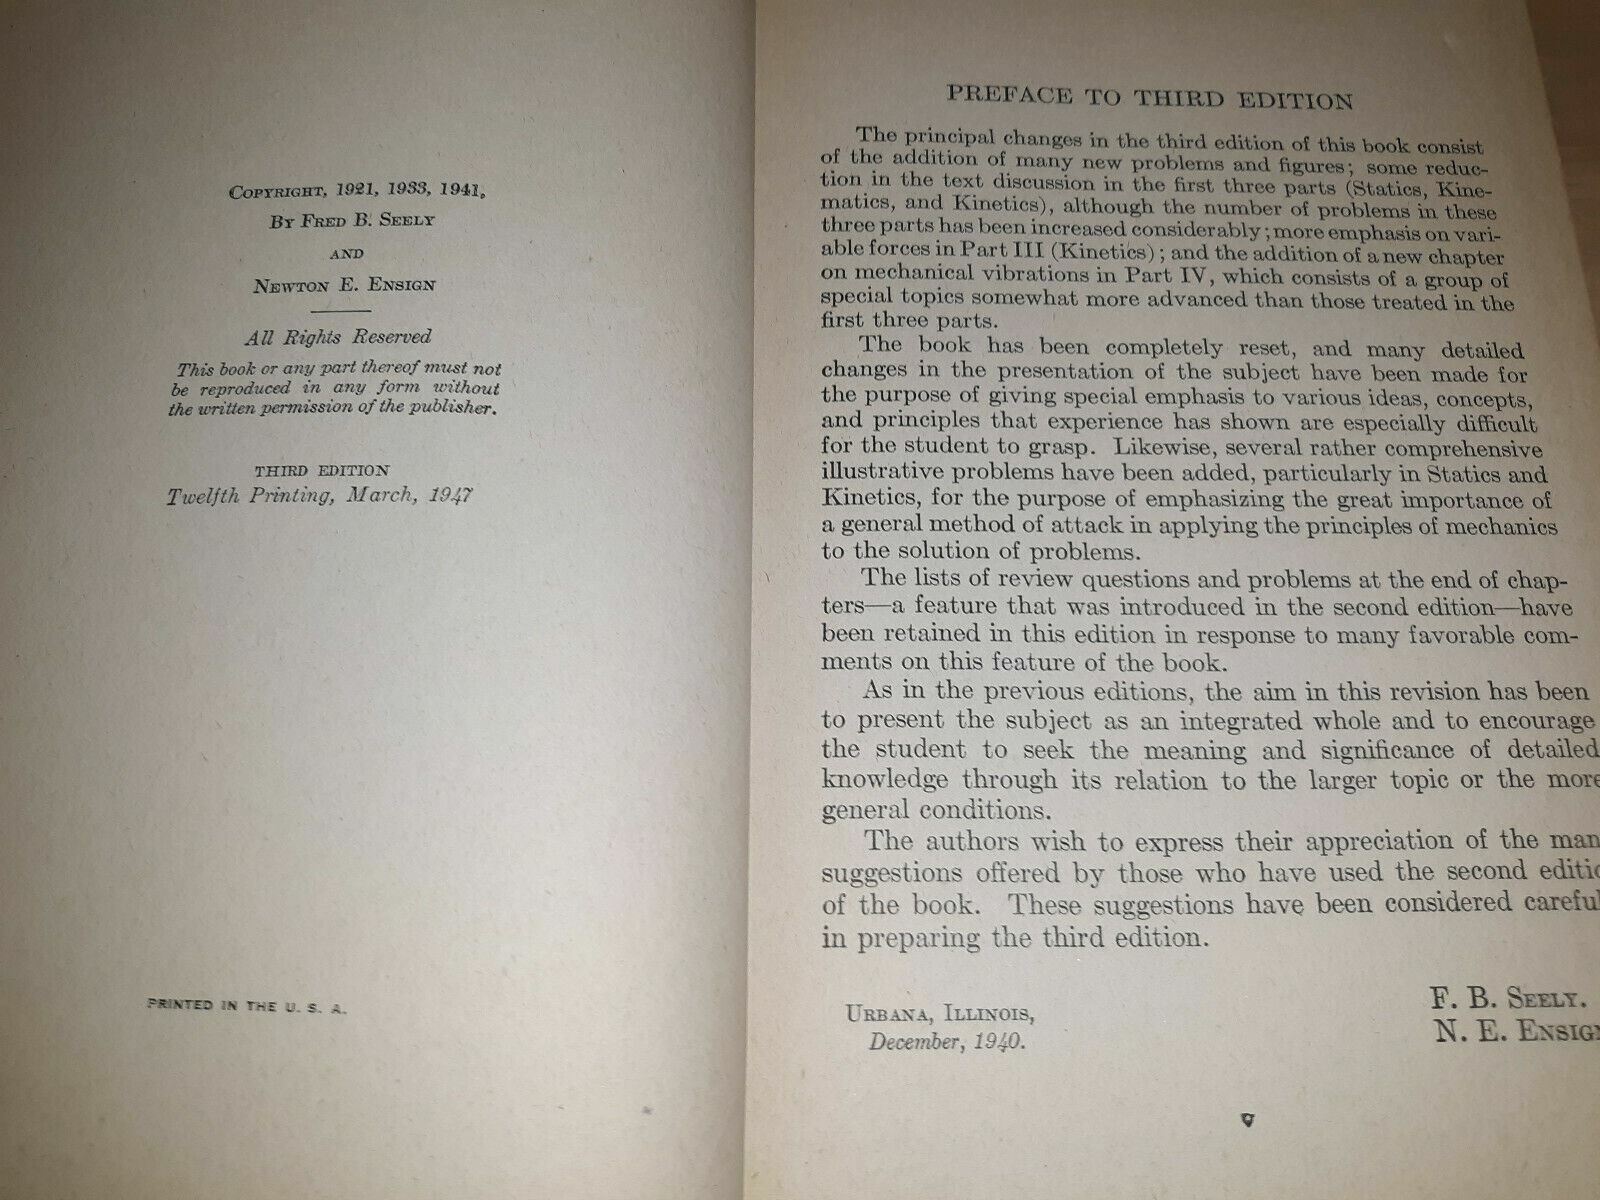 COPYRIGHT, 1921, 1933, 1941,
BY FRED B. SEELY
AND
NEWTON E. ENSIGN
All Rights Reserved
This book or any part thereof must not
be reproduced in any form without
the written permission of the publisher.
THIRD EDITION
Twelfth Printing, March, 1947
PRINTED IN THE U. S. A.
PREFACE TO THIRD EDITION
The principal changes in the third edition of this book consist
of the addition of many new problems and figures; some reduc-
tion in the text discussion in the first three parts (Statics, Kine-
matics, and Kinetics), although the number of problems in these
three parts has been increased considerably; more emphasis on vari-
able forces in Part III (Kinetics); and the addition of a new chapter
on mechanical vibrations in Part IV, which consists of a group of
special topics somewhat more advanced than those treated in the
first three parts.
The book has been completely reset, and many detailed
changes in the presentation of the subject have been made for
the purpose of giving special emphasis to various ideas, concepts,
and principles that experience has shown are especially difficult
for the student to grasp. Likewise, several rather comprehensive
illustrative problems have been added, particularly in Statics and
Kinetics, for the purpose of emphasizing the great importance of
a general method of attack in applying the principles of mechanics
to the solution of problems.
The lists of review questions and problems at the end of chap-
ters—a feature that was introduced in the second edition—have
been retained in this edition in response to many favorable com-
ments on this feature of the book.
As in the previous editions, the aim in this revision has been
to present the subject as an integrated whole and to encourage
the student to seek the meaning and significance of detailed
knowledge through its relation to the larger topic or the more
general conditions.
The authors wish to express their appreciation of the man
suggestions offered by those who have used the second editi
of the book. These suggestions have been considered careful
in preparing the third edition.
F. B. SEELY.
N. E. ENSIGN
URBANA, ILLINOIS,
December, 1940.
v